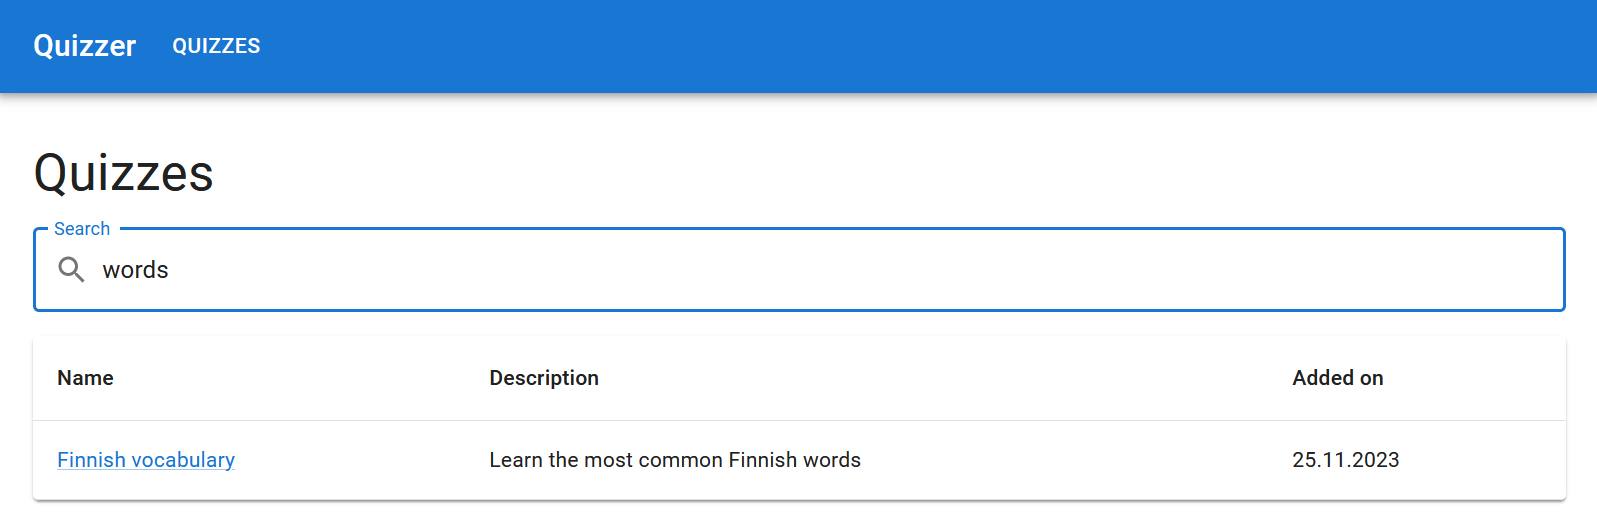 Quizzer QUIZZES
Quizzes
Search
words
Name Description Added on
Finnish vocabulary Learn the most common Finnish words 25.11.2023